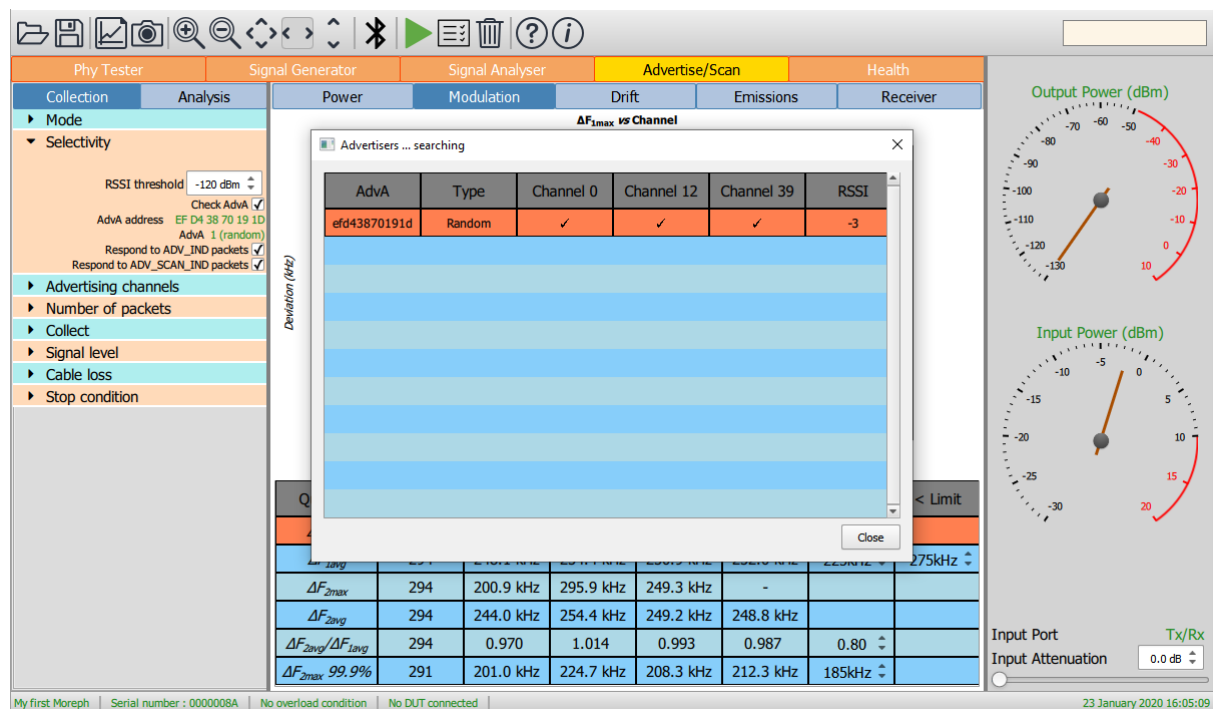 Phy Tester Signal Generator Signal Analyser Advertise/Scan Health
Collection Analysis Power Modulation Drift Emissions Receiver
Mode
Selectivity
RSSI threshold -120 dBm
Check AdvA ✓
AdvA address EF D4 38 70 19 1D
AdvA 1 (random)
Respond to ADV_IND packets ✓
Respond to ADV_SCAN_IND packets ✓
Advertising channels
Number of packets
Collect
Signal level
Cable loss
Stop condition
ΔF1max vs Channel
Deviation (kHz)
Advertisers ... searching
AdvA Type Channel 0 Channel 12 Channel 39 RSSI
efd43870191d Random ✓ ✓ ✓ -3
Close
Q < Limit
275kHz
ΔF2max 294 200.9 kHz 295.9 kHz 249.3 kHz -
ΔF2avg 294 244.0 kHz 254.4 kHz 249.2 kHz 248.8 kHz
ΔF2avg/ΔF1avg 294 0.970 1.014 0.993 0.987 0.80
ΔF2max 99.9% 291 201.0 kHz 224.7 kHz 208.3 kHz 212.3 kHz 185kHz
Output Power (dBm)
-130 -120 -110 -100 -90 -80 -70 -60 -50 -40 -30 -20 -10 0 10
Input Power (dBm)
-30 -25 -20 -15 -10 -5 0 5 10 15 20
Input Port Tx/Rx
Input Attenuation 0.0 dB
My first Moreph Serial number : 0000008A No overload condition No DUT connected 23 January 2020 16:05:09